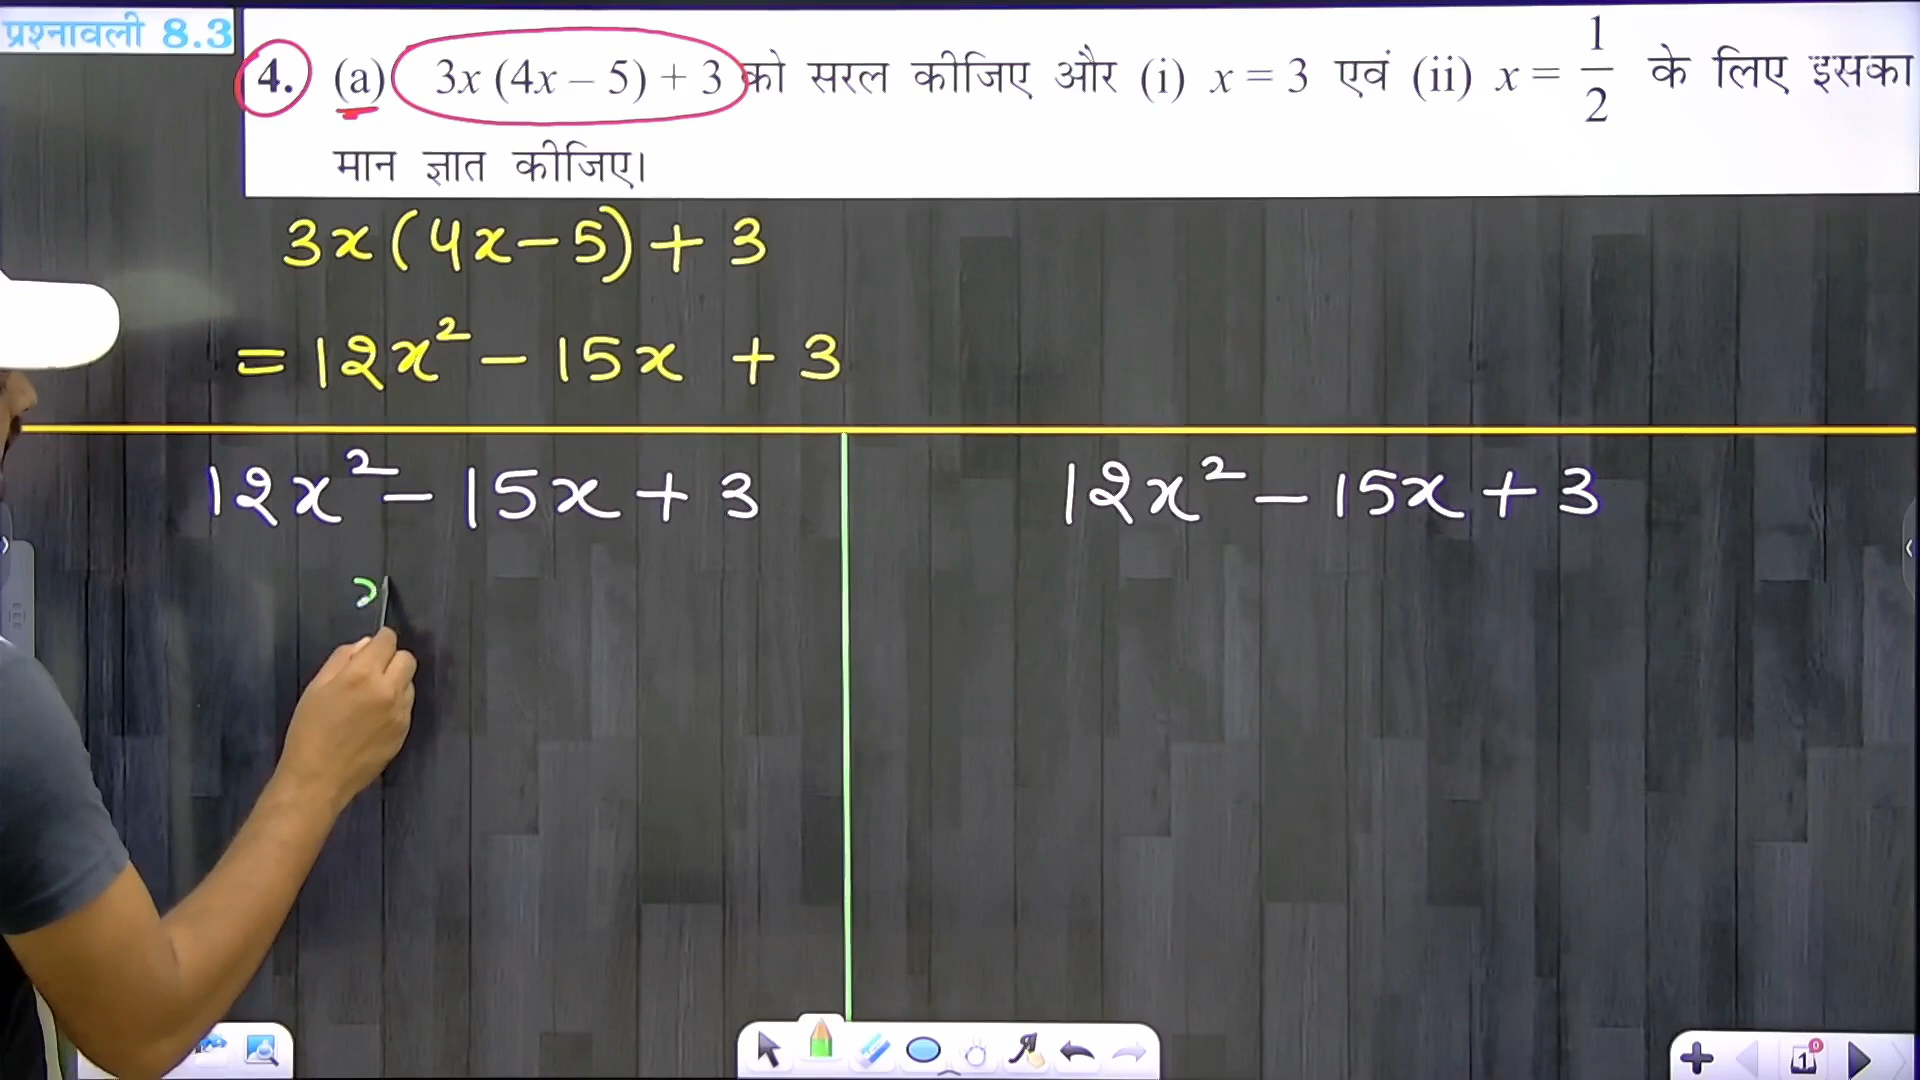 प्रश्नावली 8.3
4. (a) 3x (4x – 5) + 3 को सरल कीजिए और (i) x = 3 एवं (ii) x = 1/2 के लिए इसका
मान ज्ञात कीजिए।
3x(4x-5)+3
=12x²-15x+3
12x²-15x+3
12x²-15x+3